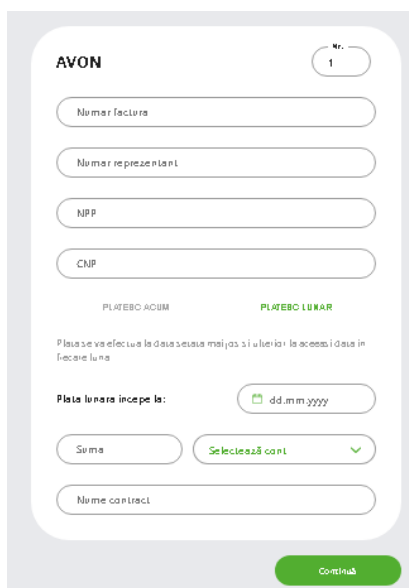 Nr.
AVON
1
Numar factura
Numar reprezentant
NPP
CNP
PLATESC ACUM PLATESC LUNAR
Plata se va efectua la data setata mai jos si ulterior la aceeasi data in
fiecare luna
Plata lunara incepe la: dd.mm.yyyy
Suma Selectează cont
Nume contract
Continuă